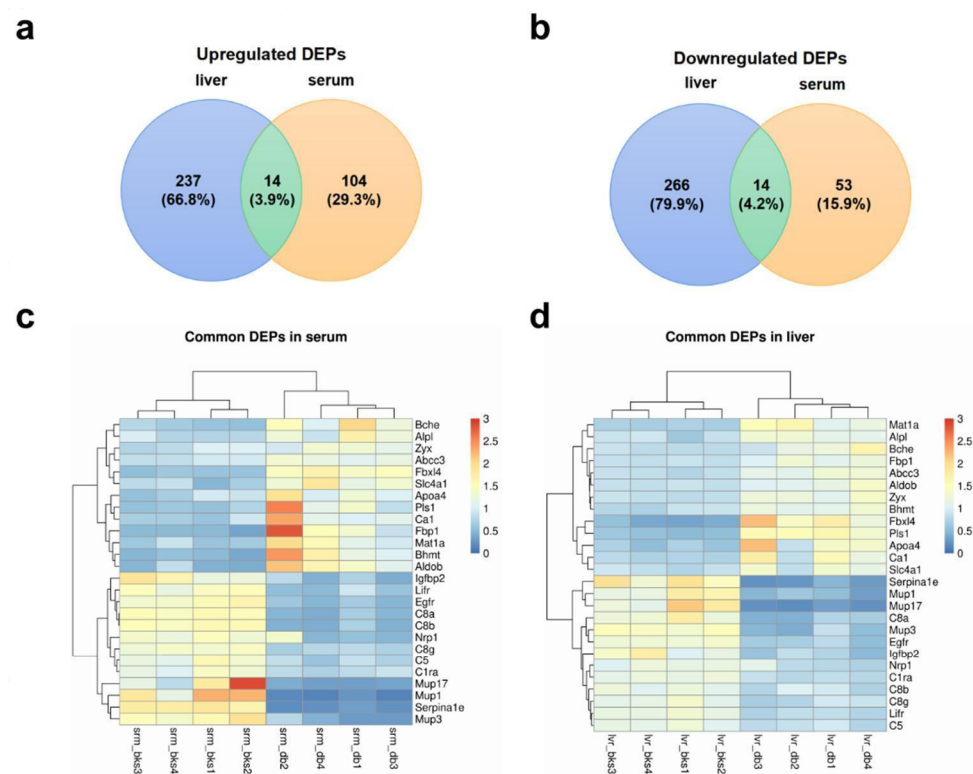 a
Upregulated DEPs
liver serum
237 14 104
(66.8%) (3.9%) (29.3%)
b
Downregulated DEPs
liver serum
266 14 53
(79.9%) (4.2%) (15.9%)
c
Common DEPs in serum
Bche
Alpl
Zyx
Abcc3
Fbxl4
Slc4a1
Apoa4
Pls1
Ca1
Fbp1
Mat1a
Bhmt
Aldob
Igfbp2
Lifr
Egfr
C8a
C8b
Nrp1
C8g
C5
C1ra
Mup17
Mup1
Serpina1e
Mup3
3
2.5
2
1.5
1
0.5
0
srm_bks3
srm_bks4
srm_bks1
srm_bks2
srm_db2
srm_db4
srm_db1
srm_db3
d
Common DEPs in liver
Mat1a
Alpl
Bche
Fbp1
Abcc3
Aldob
Zyx
Bhmt
Fbxl4
Pls1
Apoa4
Ca1
Slc4a1
Serpina1e
Mup1
Mup17
C8a
Mup3
Egfr
Igfbp2
Nrp1
C1ra
C8b
C8g
Lifr
C5
3
2.5
2
1.5
1
0.5
0
lvr_bks3
lvr_bks4
lvr_bks1
lvr_bks2
lvr_db3
lvr_db2
lvr_db1
lvr_db4